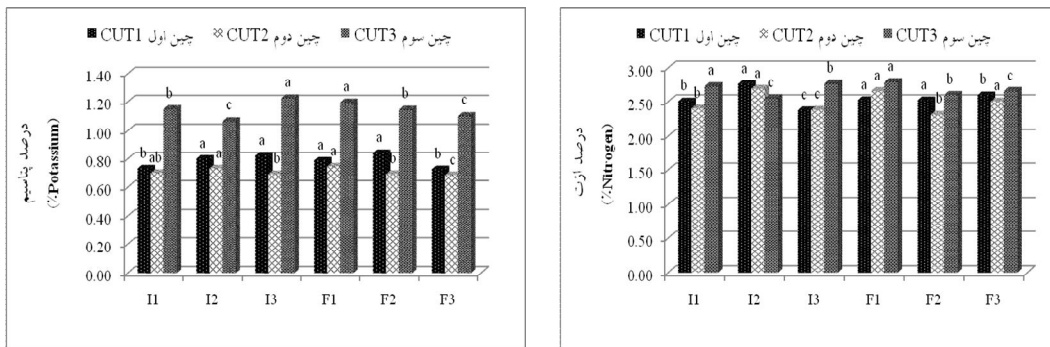 CUT1 چین اول CUT2 چین دوم CUT3 چین سوم
1.40
1.20
1.00
0.80
0.60
0.40
0.20
0.00
درصد پتاسیم
(٪Potassium)
b ab b
a a c
a b a
a a a
a b b
b c c
I1 I2 I3 F1 F2 F3
CUT1 چین اول CUT2 چین دوم CUT3 چین سوم
3.00
2.50
2.00
1.50
1.00
0.50
0.00
درصد ازت
(٪Nitrogen)
b b a
a a c
c c b
a a a
a b b
b a c
I1 I2 I3 F1 F2 F3